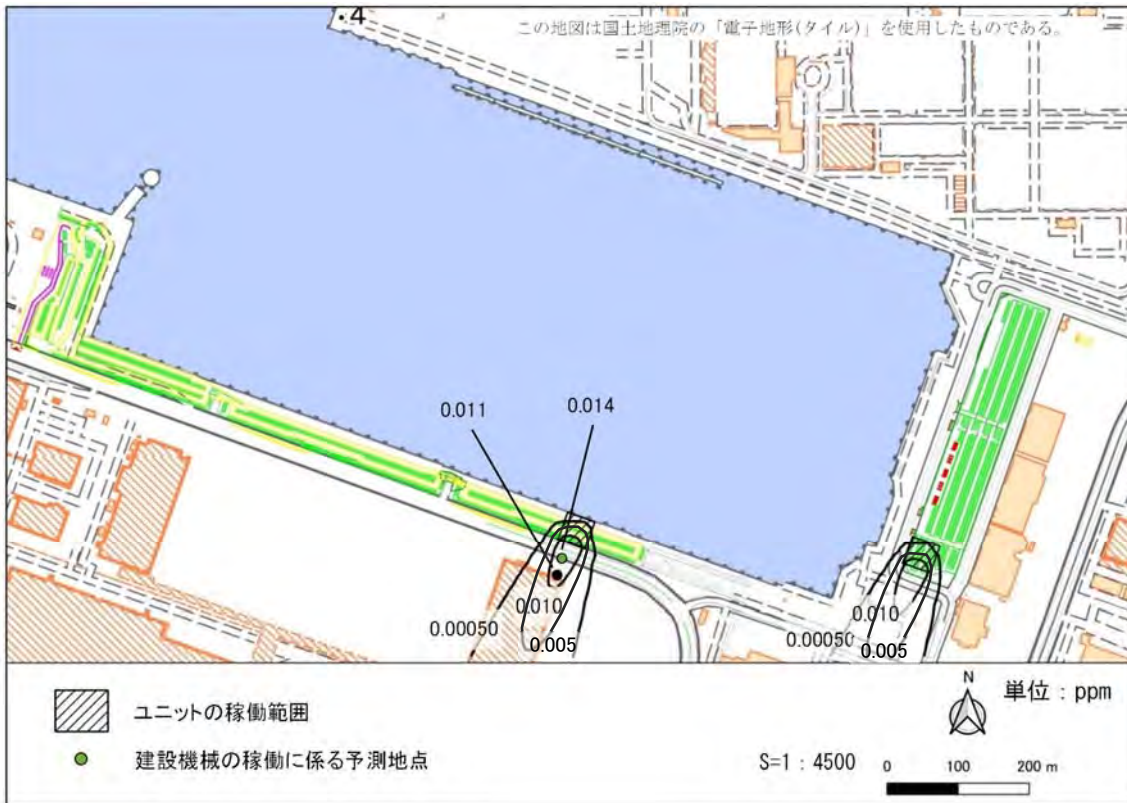 4
この地図は国土地理院の「電子地形(タイル)」を使用したものである。
0.011
0.014
0.010
0.00050
0.005
0.010
0.00050
0.005
ユニットの稼働範囲
建設機械の稼働に係る予測地点
N
単位：ppm
S=1：4500
0 100 200 m